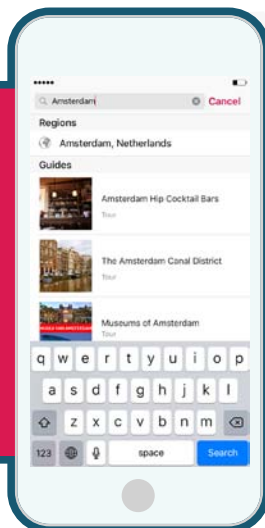 Amsterdam
Cancel
Regions
Amsterdam, Netherlands
Guides
Amsterdam Hip Cocktail Bars
Tour
The Amsterdam Canal District
Tour
Museums of Amsterdam
Tour
q w e r t y u i o p
a s d f g h j k l
z x c v b n m
123 space Search